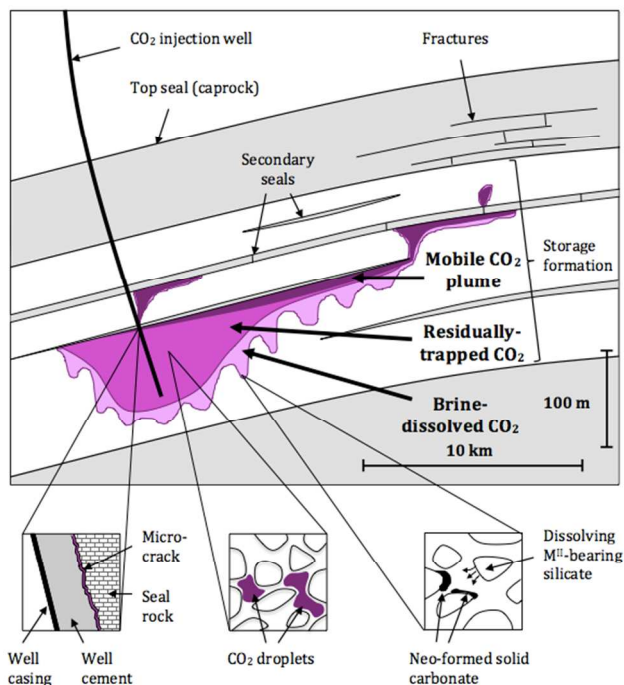 CO₂ injection well
Fractures
Top seal (caprock)
Secondary
seals
Mobile CO₂
plume
Storage
formation
Residually-
trapped CO₂
Brine-
dissolved CO₂
100 m
10 km
Micro-
crack
Seal
rock
Well
casing
Well
cement
CO₂ droplets
Dissolving
Mᴵᴵ-bearing
silicate
Neo-formed solid
carbonate